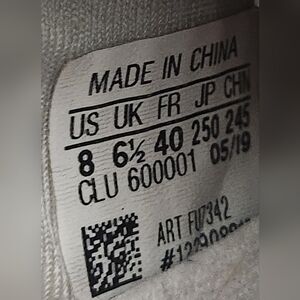 MADE IN CHINA
US UK FR JP CHN
8 6½ 40 250 245
CLU 600001 05/19
ART FU7342